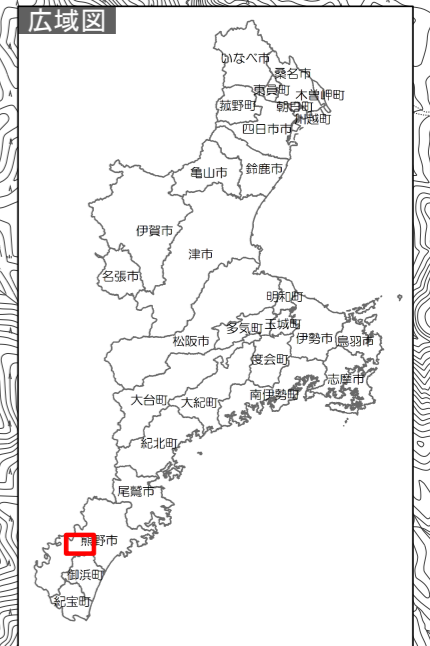 広域図
いなべ市
桑名市
東員町
木曽岬町
菰野町
朝日町
川越町
四日市市
亀山市
鈴鹿市
伊賀市
津市
名張市
明和町
多気町
玉城町
松阪市
伊勢市
鳥羽市
度会町
志摩市
大台町
大紀町
南伊勢町
紀北町
尾鷲市
熊野市
御浜町
紀宝町